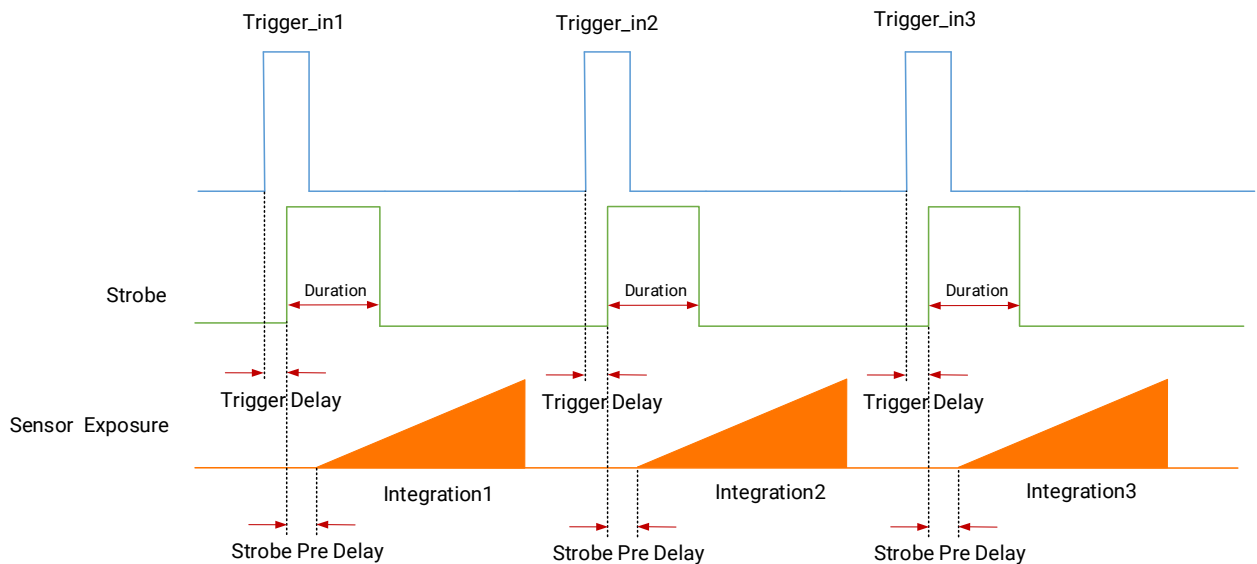 Trigger_in1
Trigger_in2
Trigger_in3
Strobe
Duration
Duration
Duration
Trigger Delay
Trigger Delay
Trigger Delay
Sensor Exposure
Integration1
Integration2
Integration3
Strobe Pre Delay
Strobe Pre Delay
Strobe Pre Delay